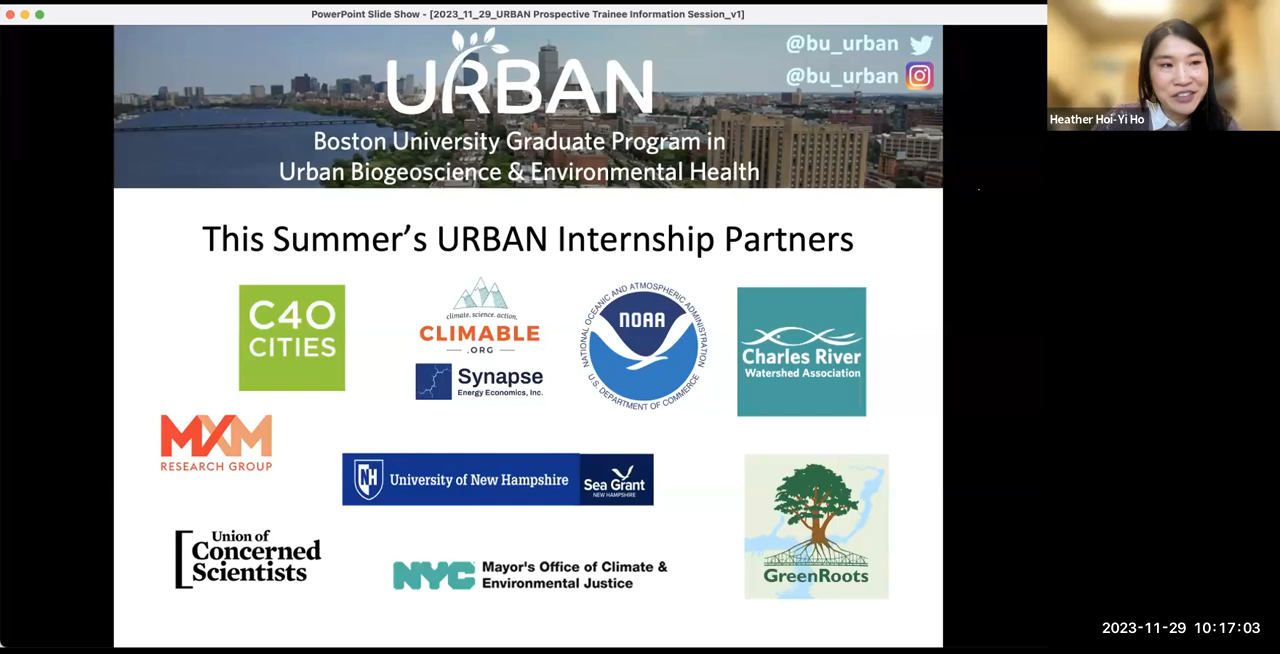 PowerPoint Slide Show - [2023_11_29_URBAN Prospective Trainee Information Session_v1]
URBAN
@bu_urban
@bu_urban
Boston University Graduate Program in
Urban Biogeoscience & Environmental Health
Heather Hoi-Yi Ho
This Summer's URBAN Internship Partners
C40
CITIES
climate. science. action.
CLIMABLE
.ORG
Synapse
Energy Economics, Inc.
NATIONAL OCEANIC AND ATMOSPHERIC ADMINISTRATION
NOAA
U.S. DEPARTMENT OF COMMERCE
Charles River
Watershed Association
MXM
RESEARCH GROUP
NH
University of New Hampshire
Sea Grant
NEW HAMPSHIRE
GreenRoots
Union of
Concerned
Scientists
NYC
Mayor's Office of Climate &
Environmental Justice
2023-11-29 10:17:03